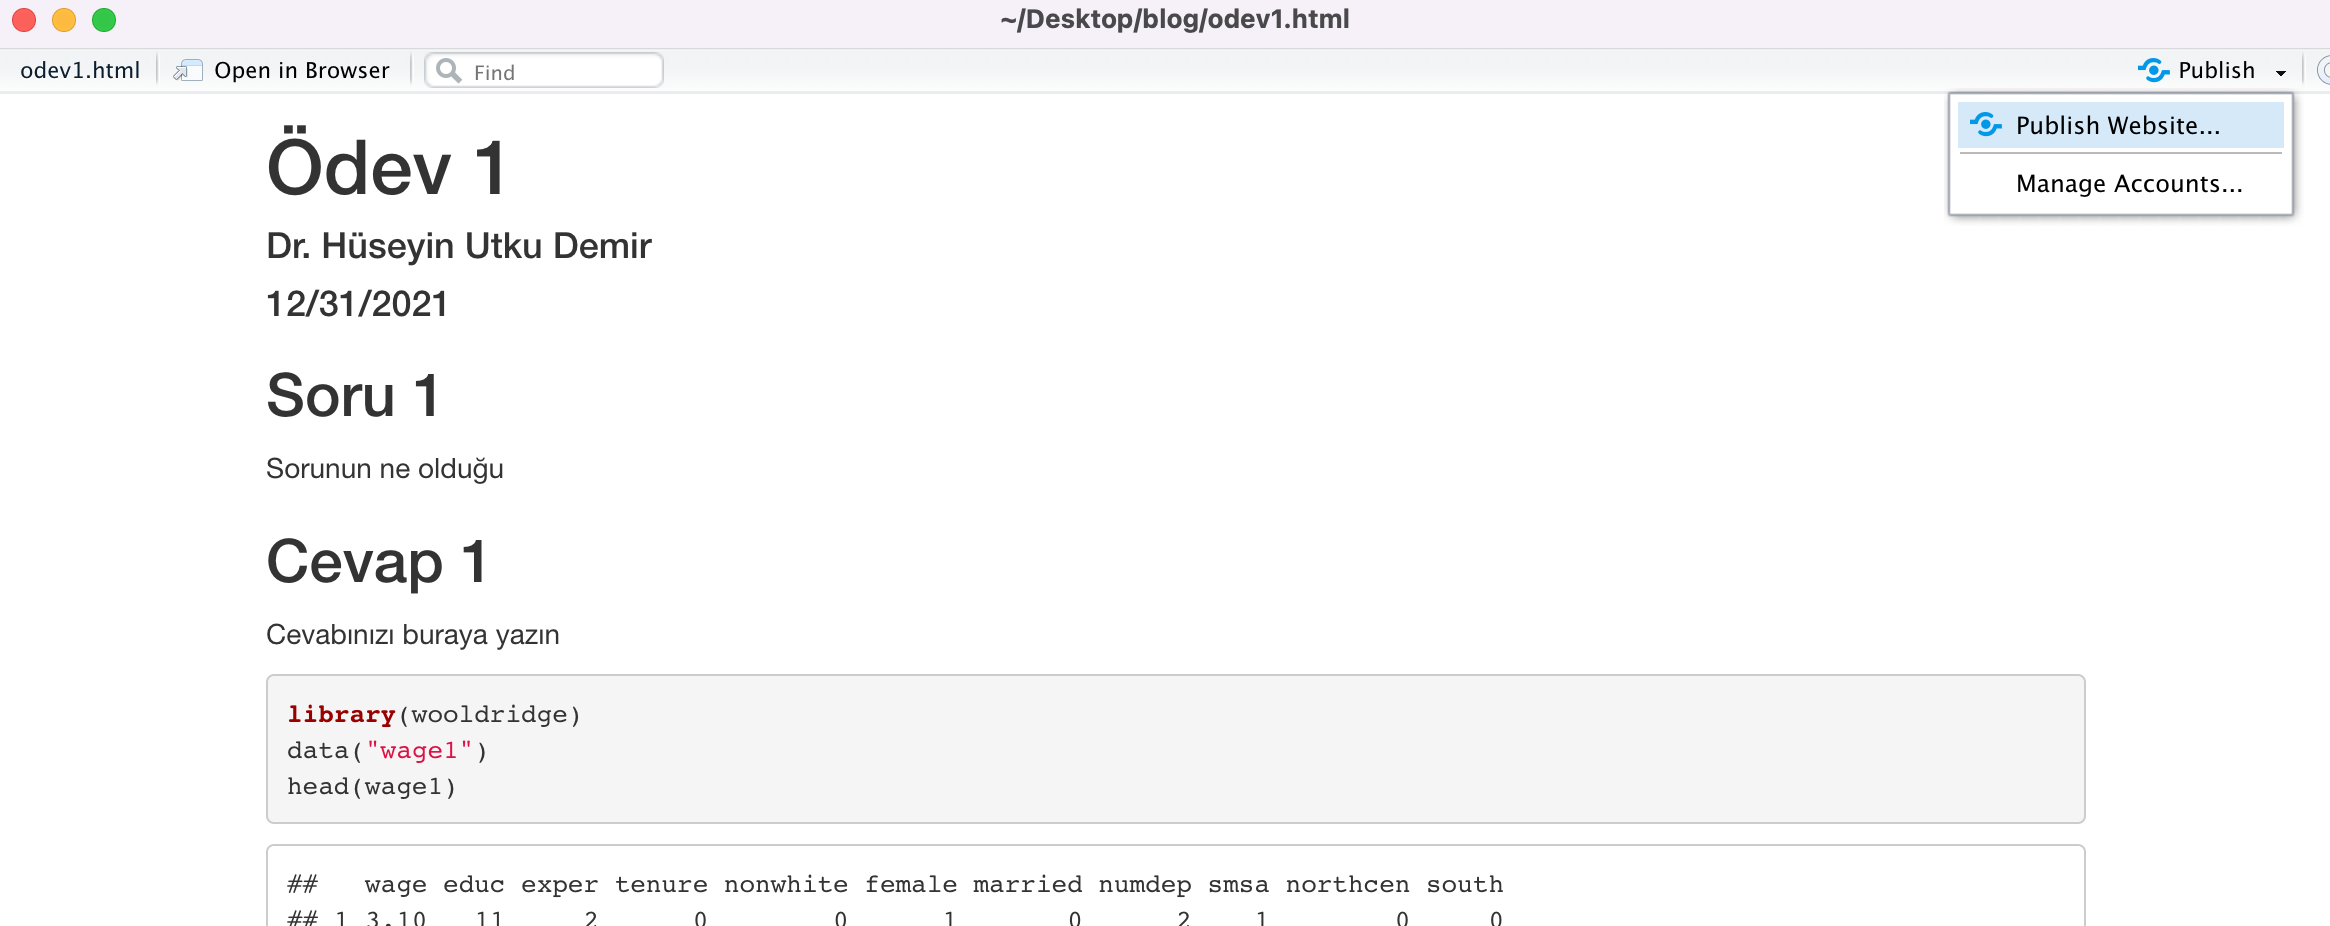 ~/Desktop/blog/odev1.html
odev1.html Open in Browser Find Publish
Publish Website...
Manage Accounts...
Ödev 1
Dr. Hüseyin Utku Demir
12/31/2021
Soru 1
Sorunun ne olduğu
Cevap 1
Cevabınızı buraya yazın
library(wooldridge)
data("wage1")
head(wage1)
##   wage educ exper tenure nonwhite female married numdep smsa northcen south
## 1 3.10   11     2      0        0      1       0      2    1        0     0